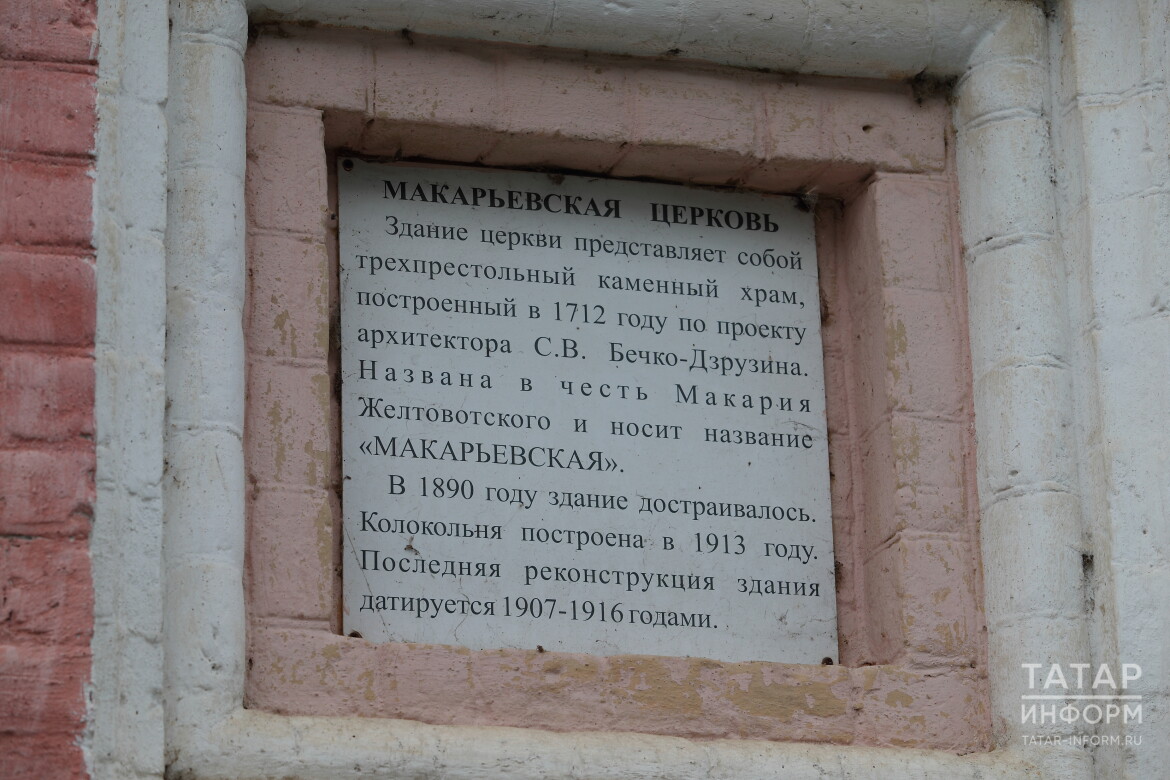 МАКАРЬЕВСКАЯ ЦЕРКОВЬ
Здание церкви представляет собой
трехпрестольный каменный храм,
построенный в 1712 году по проекту
архитектора С.В. Бечко-Дзрузина.
Названа в честь Макария
Желтовотского и носит название
«МАКАРЬЕВСКАЯ».
В 1890 году здание достраивалось.
Колокольня построена в 1913 году.
Последняя реконструкция здания
датируется 1907-1916 годами.
ТАТАР
ИНФОРМ
TATAR-INFORM.RU